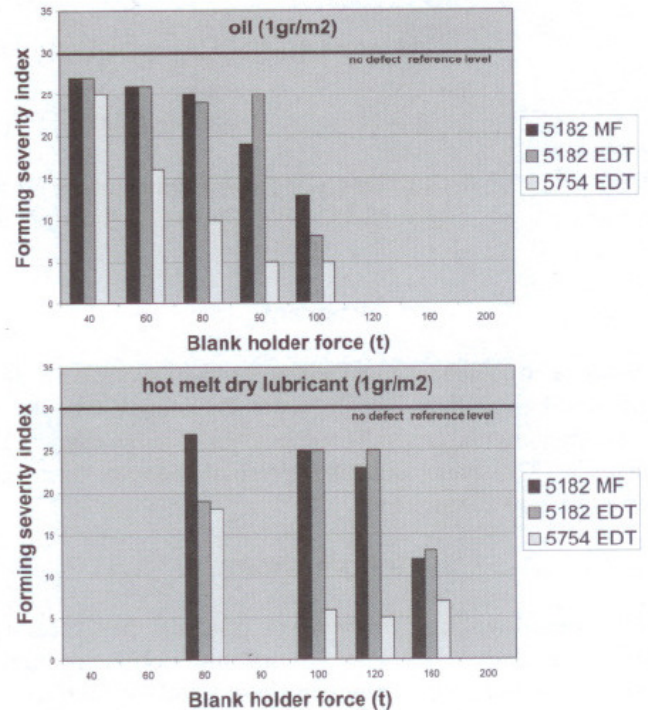 oil (1gr/m2)
no defect reference level
Forming severity index
35
30
25
20
15
10
5
0
40 60 80 90 100 120 160 200
Blank holder force (t)
5182 MF
5182 EDT
5754 EDT
hot melt dry lubricant (1gr/m2)
no defect reference level
Forming severity index
35
30
25
20
15
10
5
0
40 60 80 90 100 120 160 200
Blank holder force (t)
5182 MF
5182 EDT
5754 EDT